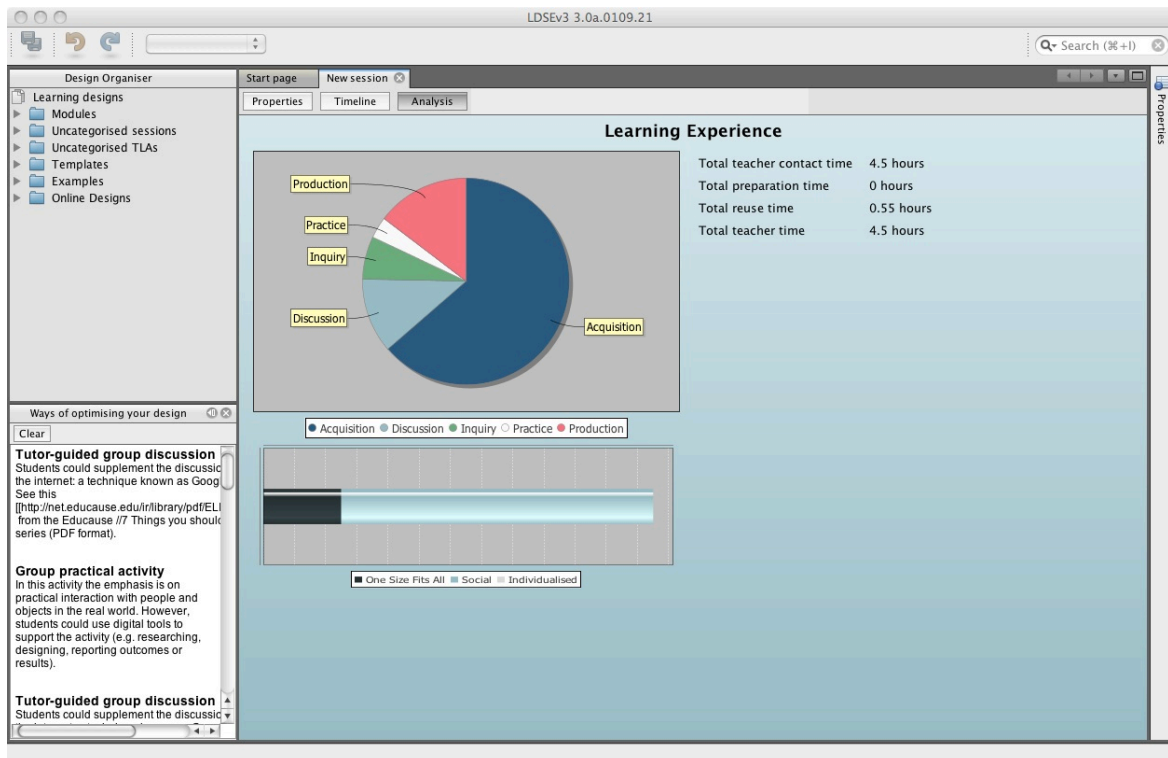 LDSEv3 3.0a.0109.21
Search (⌘+I)
Design Organiser
Learning designs
Modules
Uncategorised sessions
Uncategorised TLAs
Templates
Examples
Online Designs
Ways of optimising your design
Clear
Tutor-guided group discussion
Students could supplement the discussic
the internet: a technique known as Goog
See this
[[http://net.educause.edu/ir/library/pdf/ELI
from the Educause //7 Things you should
series (PDF format).
Group practical activity
In this activity the emphasis is on
practical interaction with people and
objects in the real world. However,
students could use digital tools to
support the activity (e.g. researching,
designing, reporting outcomes or
results).
Tutor-guided group discussion
Students could supplement the discussic
Start page
New session
Properties
Timeline
Analysis
Learning Experience
Production
Practice
Inquiry
Discussion
Acquisition
Acquisition Discussion Inquiry Practice Production
One Size Fits All Social Individualised
Total teacher contact time 4.5 hours
Total preparation time 0 hours
Total reuse time 0.55 hours
Total teacher time 4.5 hours
Properties